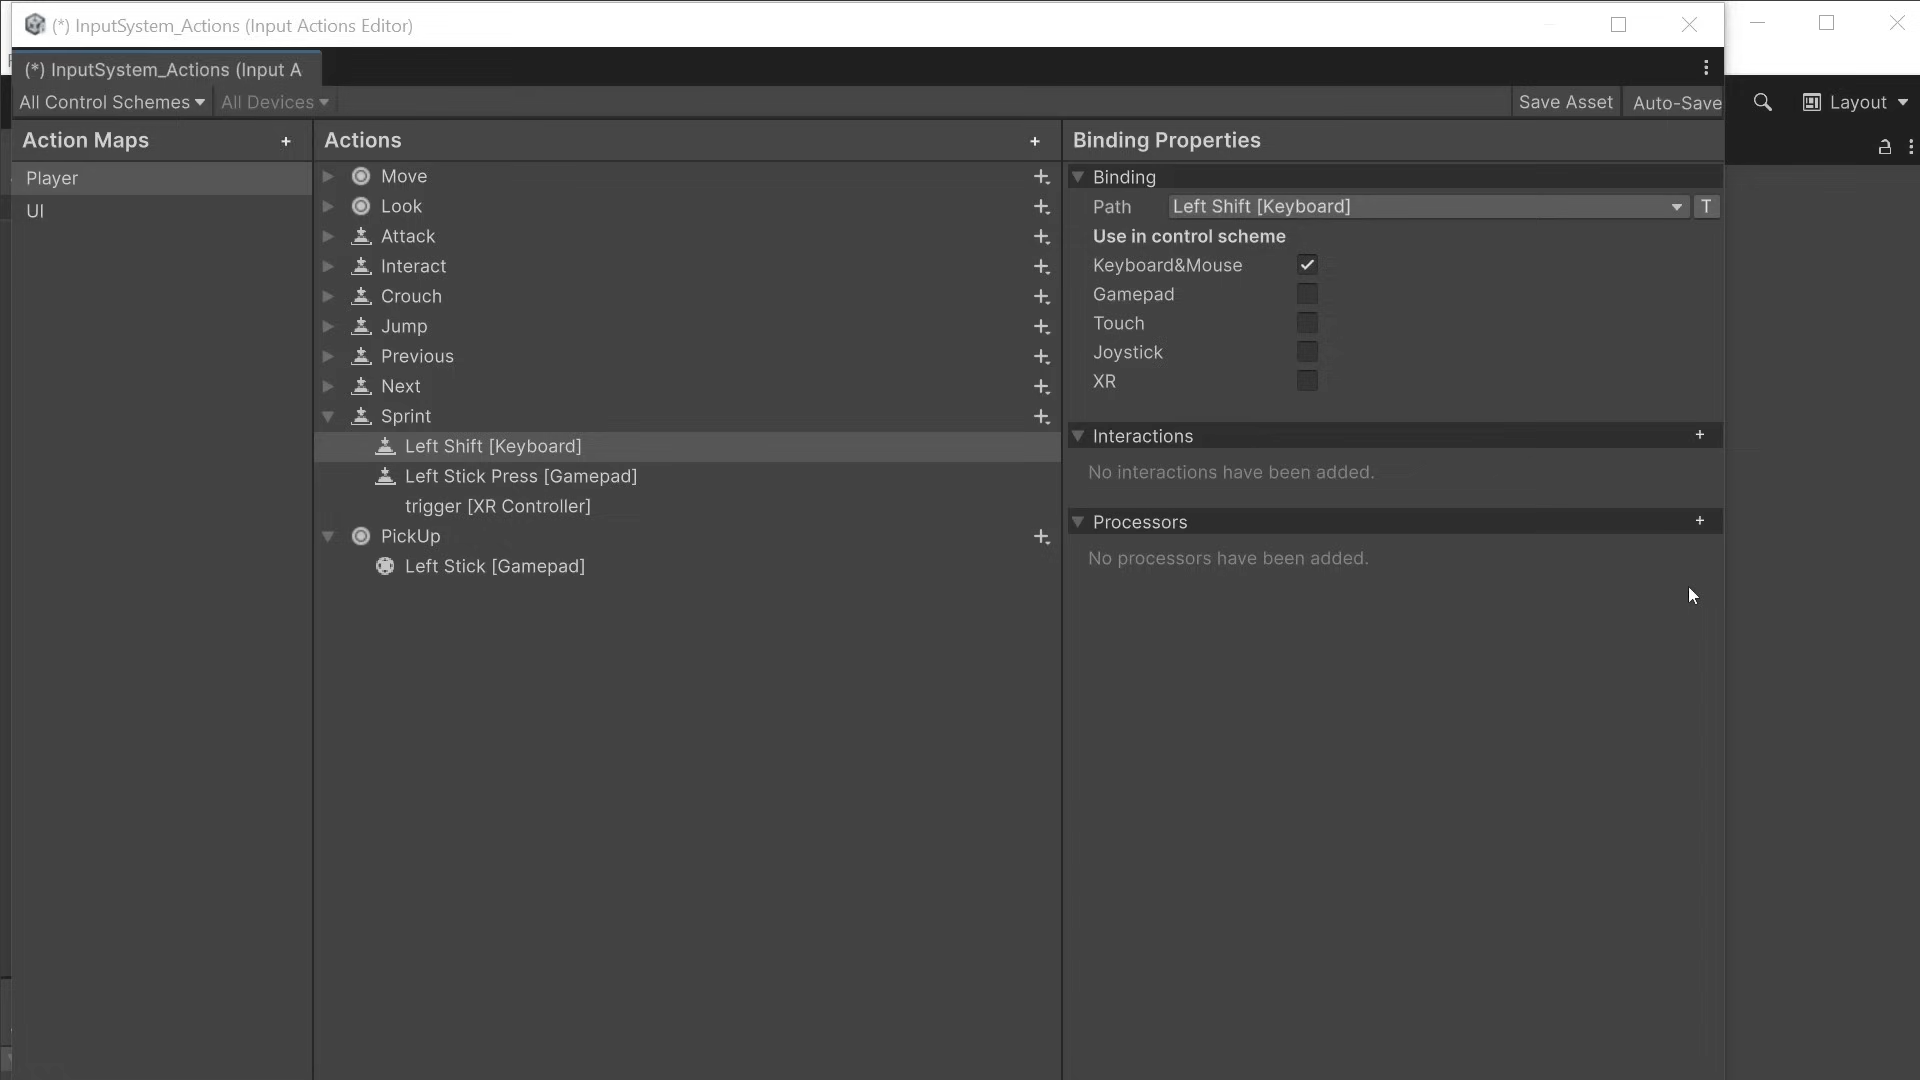 (*) InputSystem_Actions (Input Actions Editor)
(*) InputSystem_Actions (Input A
All Control Schemes
All Devices
Save Asset
Auto-Save
Layout
Action Maps
+
Player
UI
Actions
+
Move
Look
Attack
Interact
Crouch
Jump
Previous
Next
Sprint
Left Shift [Keyboard]
Left Stick Press [Gamepad]
trigger [XR Controller]
PickUp
Left Stick [Gamepad]
Binding Properties
Binding
Path Left Shift [Keyboard] T
Use in control scheme
Keyboard&Mouse
Gamepad
Touch
Joystick
XR
Interactions +
No interactions have been added.
Processors +
No processors have been added.